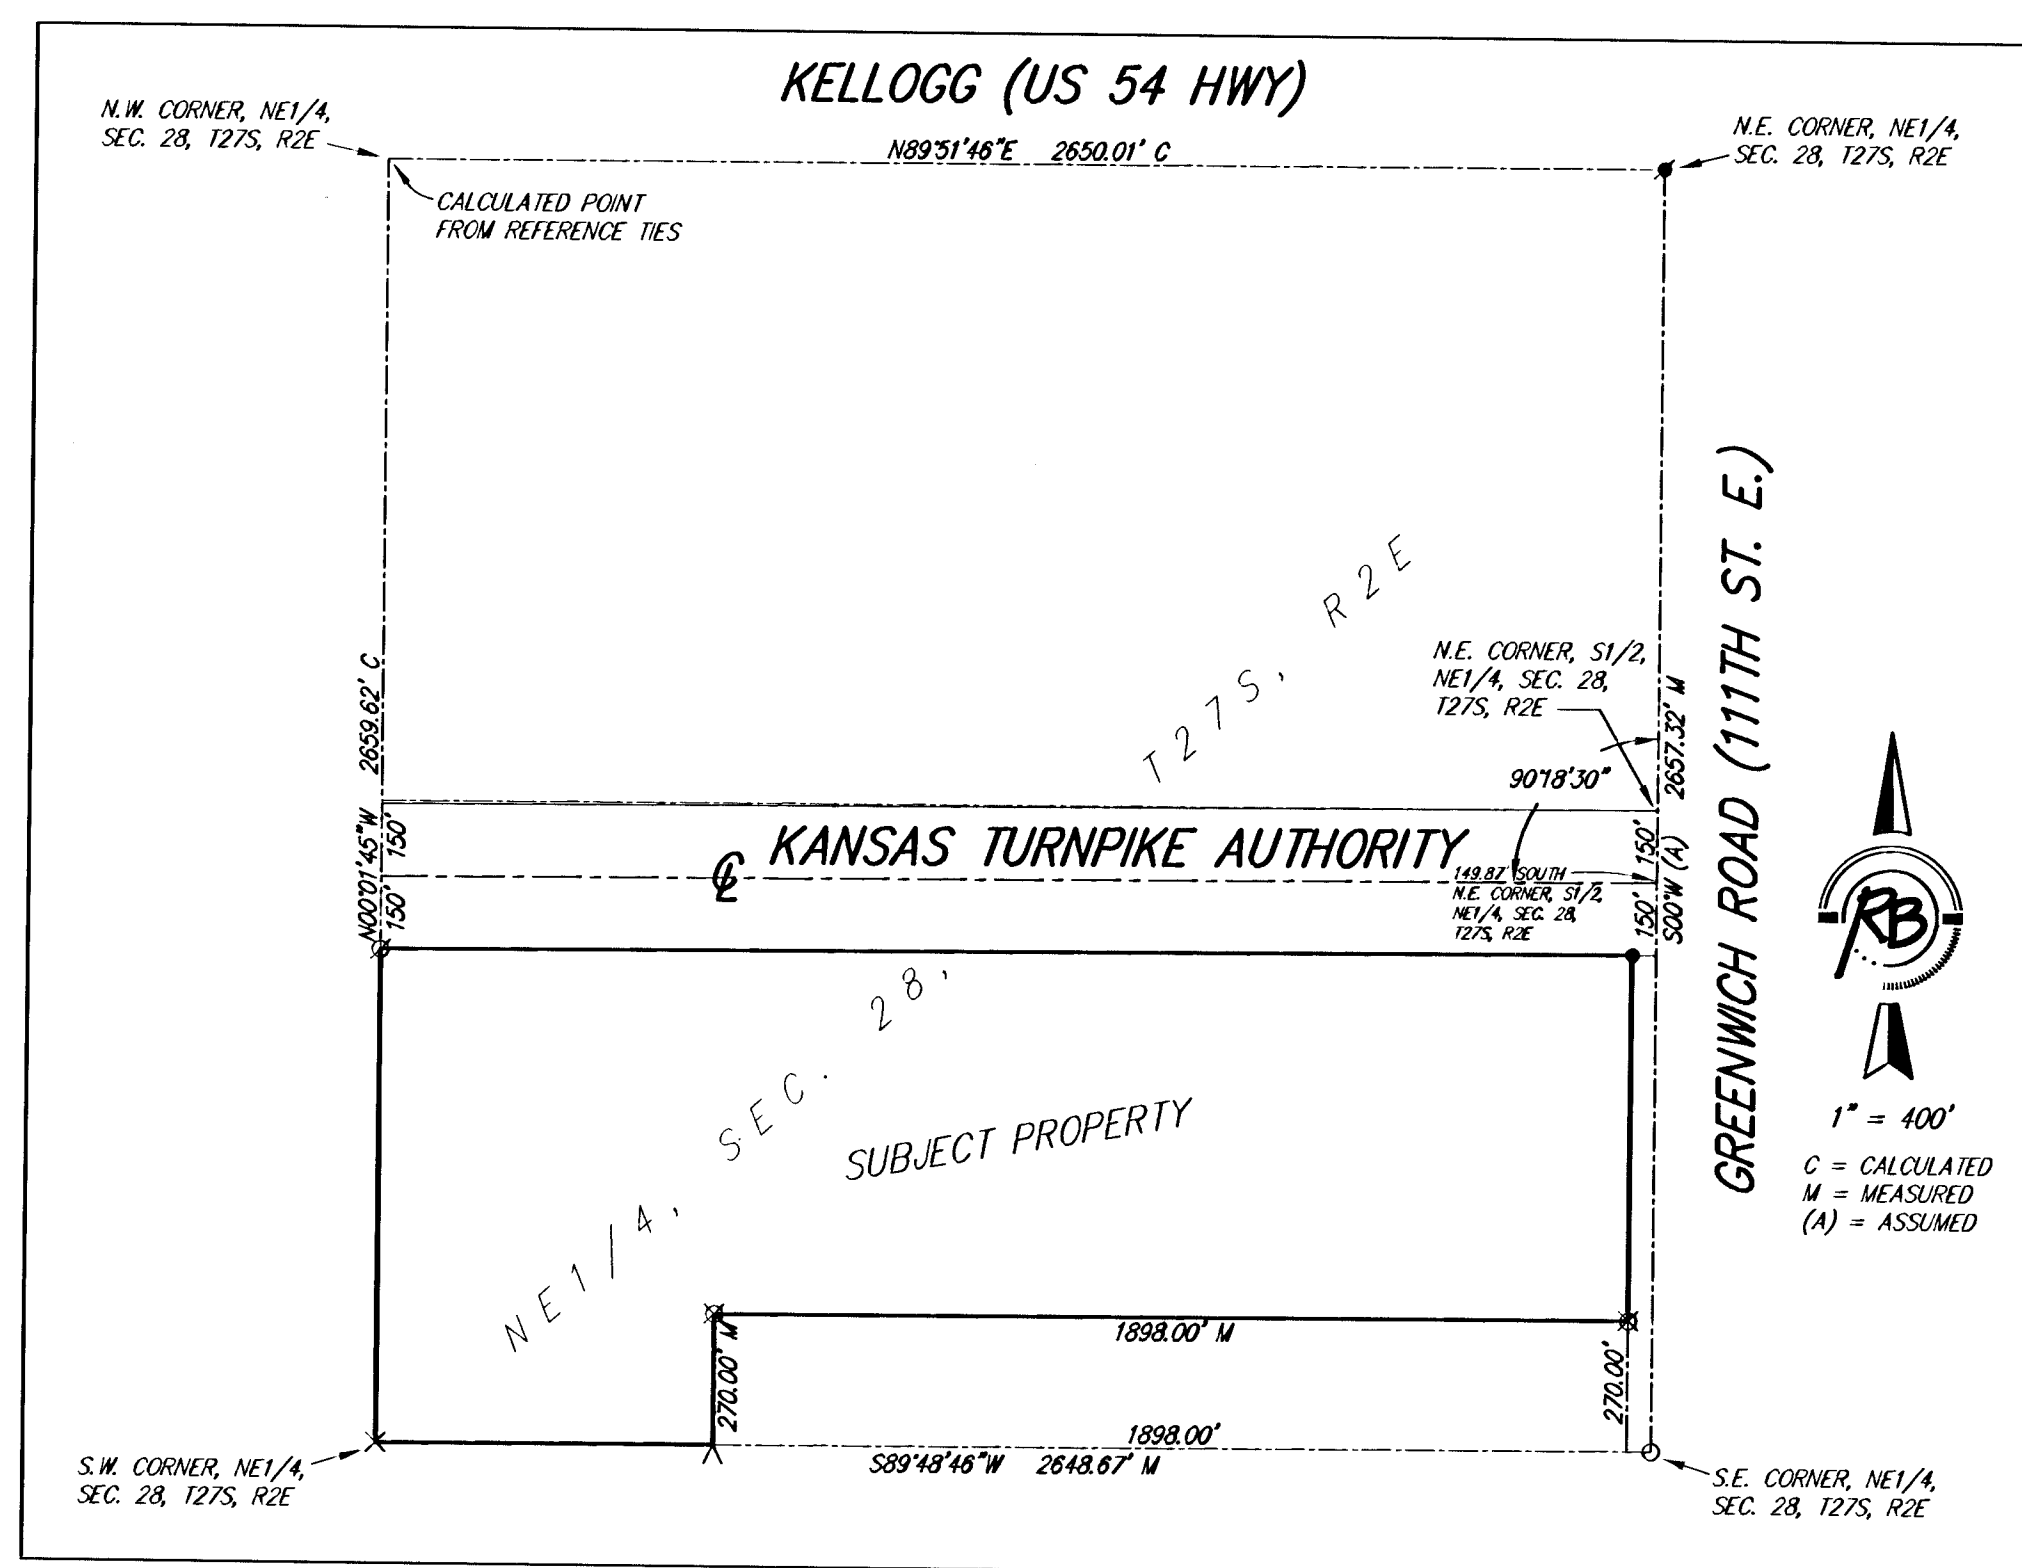 KELLOGG (US 54 HWY)
N.W. CORNER, NE1/4,
SEC. 28, T27S, R2E
N89°51'46"E 2650.01' C
N.E. CORNER, NE1/4,
SEC. 28, T27S, R2E
CALCULATED POINT
FROM REFERENCE TIES
NE1/4, SEC. 28, T27S, R2E
N.E. CORNER, S1/2,
NE1/4, SEC. 28,
T27S, R2E
N00°01'45"W 2659.62' C
S00°W (A) 2657.32' M
GREENWICH ROAD (111TH ST. E.)
90°18'30"
150'
150'
KANSAS TURNPIKE AUTHORITY
CL
149.87' SOUTH
N.E. CORNER, S1/2,
NE1/4, SEC. 28,
T27S, R2E
150'
150'
RB
SUBJECT PROPERTY
1" = 400'
C = CALCULATED
M = MEASURED
(A) = ASSUMED
1898.00' M
270.00' M
270.00'
1898.00'
S89°48'46"W 2648.67' M
S.W. CORNER, NE1/4,
SEC. 28, T27S, R2E
S.E. CORNER, NE1/4,
SEC. 28, T27S, R2E